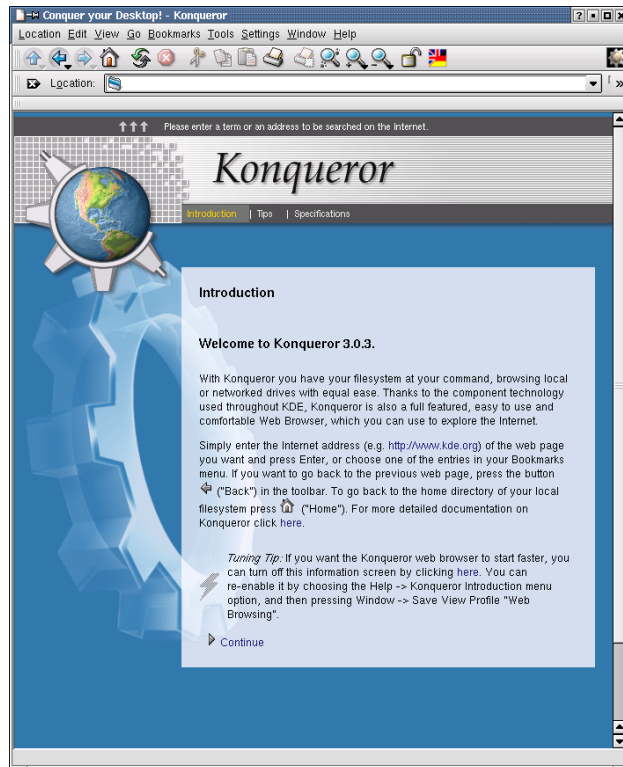 Conquer your Desktop! - Konqueror
Location Edit View Go Bookmarks Tools Settings Window Help
Location:
Please enter a term or an address to be searched on the Internet.
Konqueror
Introduction | Tips | Specifications
Introduction
Welcome to Konqueror 3.0.3.
With Konqueror you have your filesystem at your command, browsing local
or networked drives with equal ease. Thanks to the component technology
used throughout KDE, Konqueror is also a full featured, easy to use and
comfortable Web Browser, which you can use to explore the Internet.
Simply enter the Internet address (e.g. http://www.kde.org) of the web page
you want and press Enter, or choose one of the entries in your Bookmarks
menu. If you want to go back to the previous web page, press the button
("Back") in the toolbar. To go back to the home directory of your local
filesystem press ("Home"). For more detailed documentation on
Konqueror click here.
Tuning Tip: If you want the Konqueror web browser to start faster, you
can turn off this information screen by clicking here. You can
re-enable it by choosing the Help -> Konqueror Introduction menu
option, and then pressing Window -> Save View Profile "Web
Browsing".
Continue